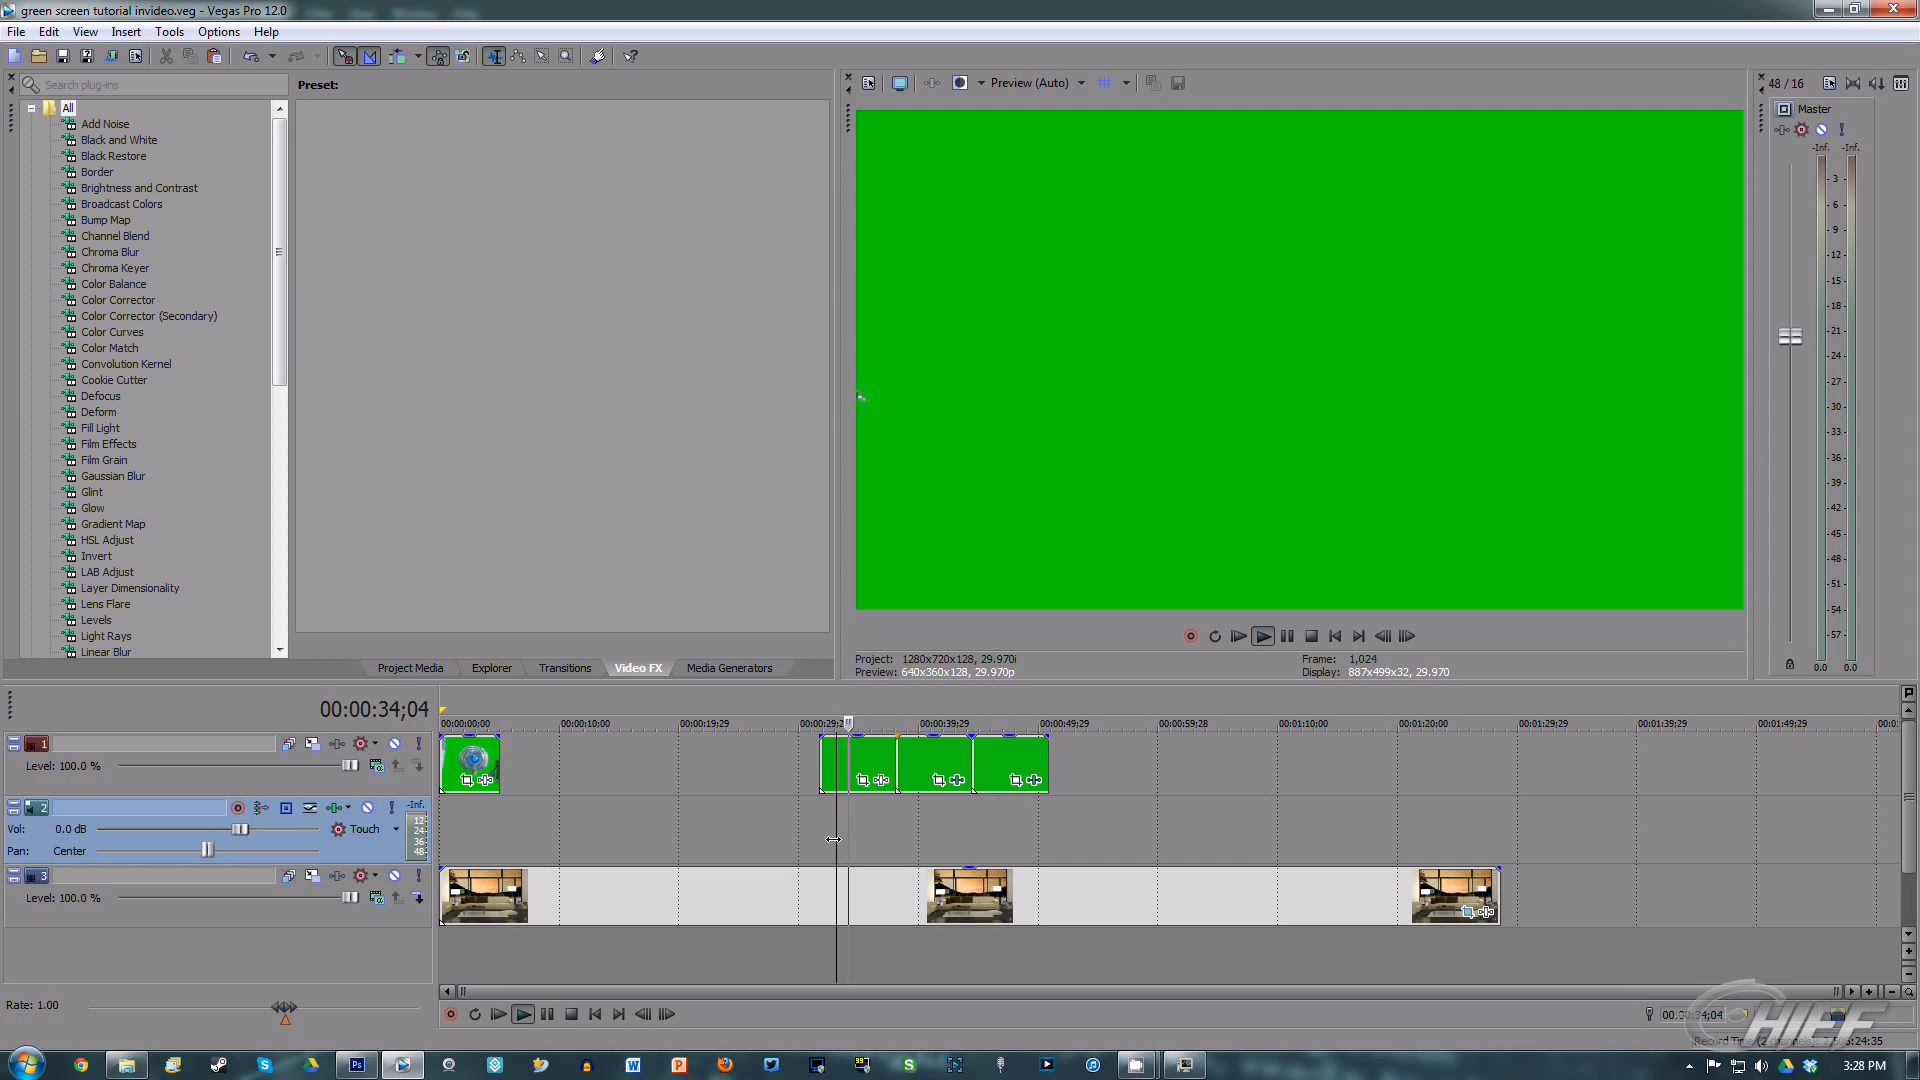 green screen tutorial invideo.veg - Vegas Pro 12.0
File Edit View Insert Tools Options Help
Search plug-ins
Preset:
Preview (Auto)
48 / 16
All
Master
Add Noise
Black and White
Black Restore
Border
Brightness and Contrast
Broadcast Colors
Bump Map
Channel Blend
Chroma Blur
Chroma Keyer
Color Balance
Color Corrector
Color Corrector (Secondary)
Color Curves
Color Match
Convolution Kernel
Cookie Cutter
Defocus
Deform
Fill Light
Film Effects
Film Grain
Gaussian Blur
Glint
Glow
Gradient Map
HSL Adjust
Invert
LAB Adjust
Layer Dimensionality
Lens Flare
Levels
Light Rays
Linear Blur
-Inf. -Inf.
3
6
9
12
15
18
21
24
27
30
33
36
39
42
45
48
51
54
57
0.0 0.0
Project Media Explorer Transitions Video FX Media Generators
Project: 1280x720x128, 29.970i
Preview: 640x360x128, 29.970p
Frame: 1,024
Display: 887x499x32, 29.970
00:00:34;04
00:00:00;00 00:00:10;00 00:00:19;29 00:00:29; 00:00:39;29 00:00:49;29 00:00:59;28 00:01:10;00 00:01:20;00 00:01:29;29 00:01:39;29 00:01:49;29 00:0
1
Level: 100.0 %
2
-Inf.
Vol: 0.0 dB Touch
Pan: Center
12
24
36
48
3
Level: 100.0 %
Rate: 1.00
00:00:34;04
HIFF
Record Time (2 channels): 2,506:24:35
3:28 PM